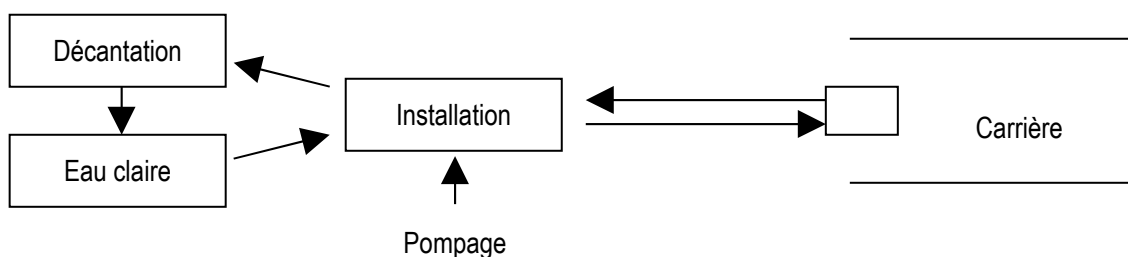 Décantation
Installation
Carrière
Eau claire
Pompage